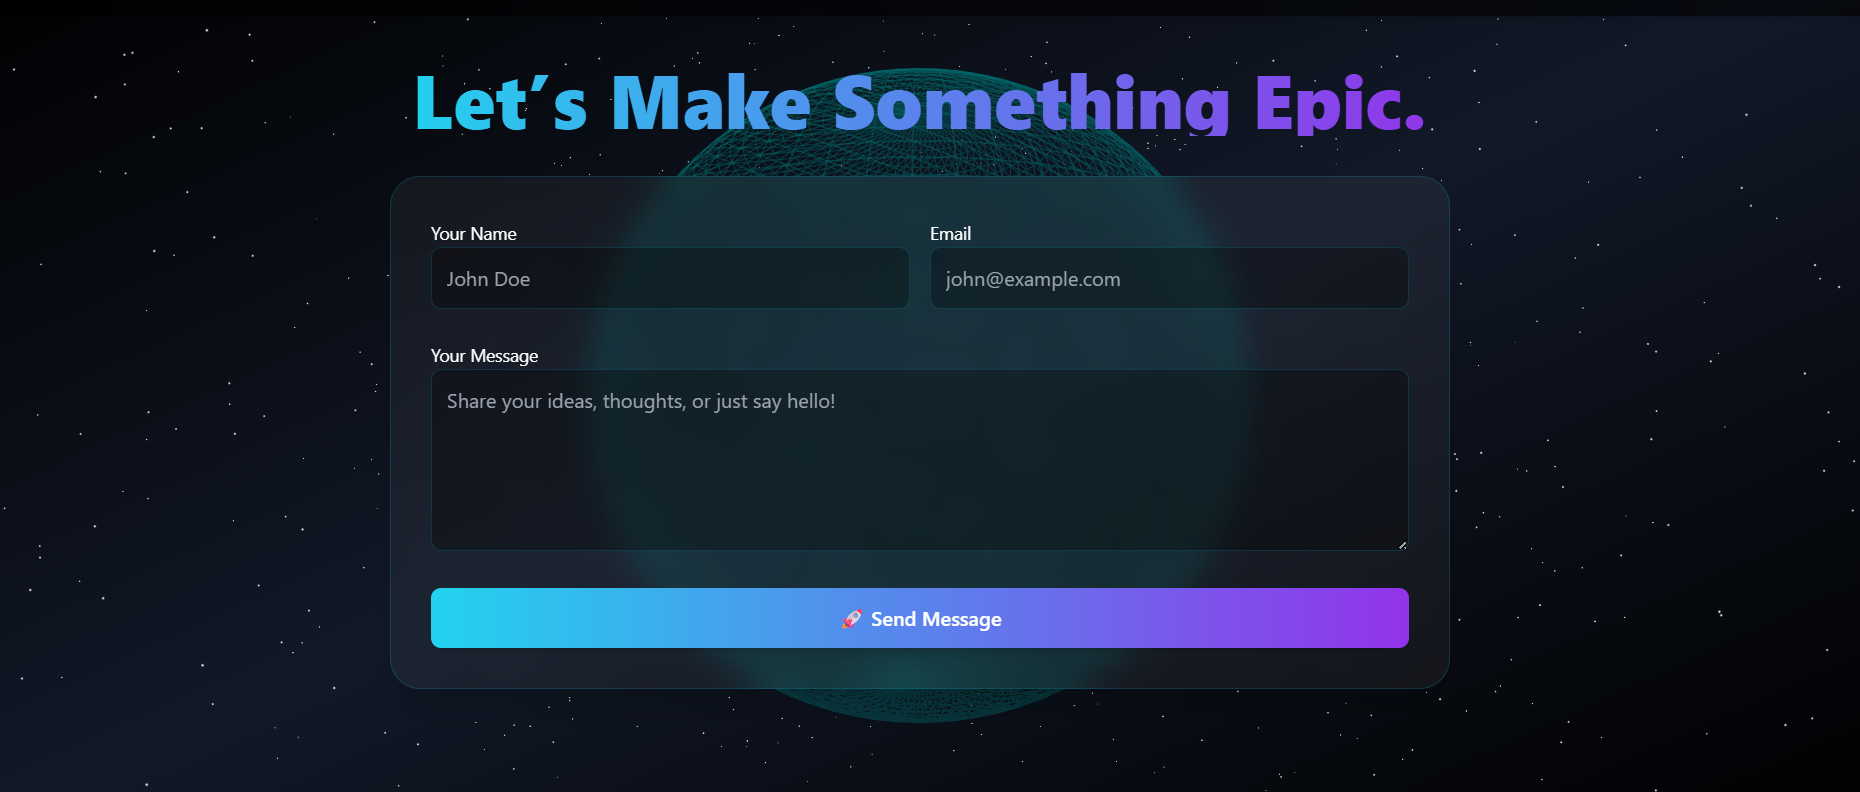 Let’s Make Something Epic.
Your Name
Email
John Doe
john@example.com
Your Message
Share your ideas, thoughts, or just say hello!
🚀 Send Message